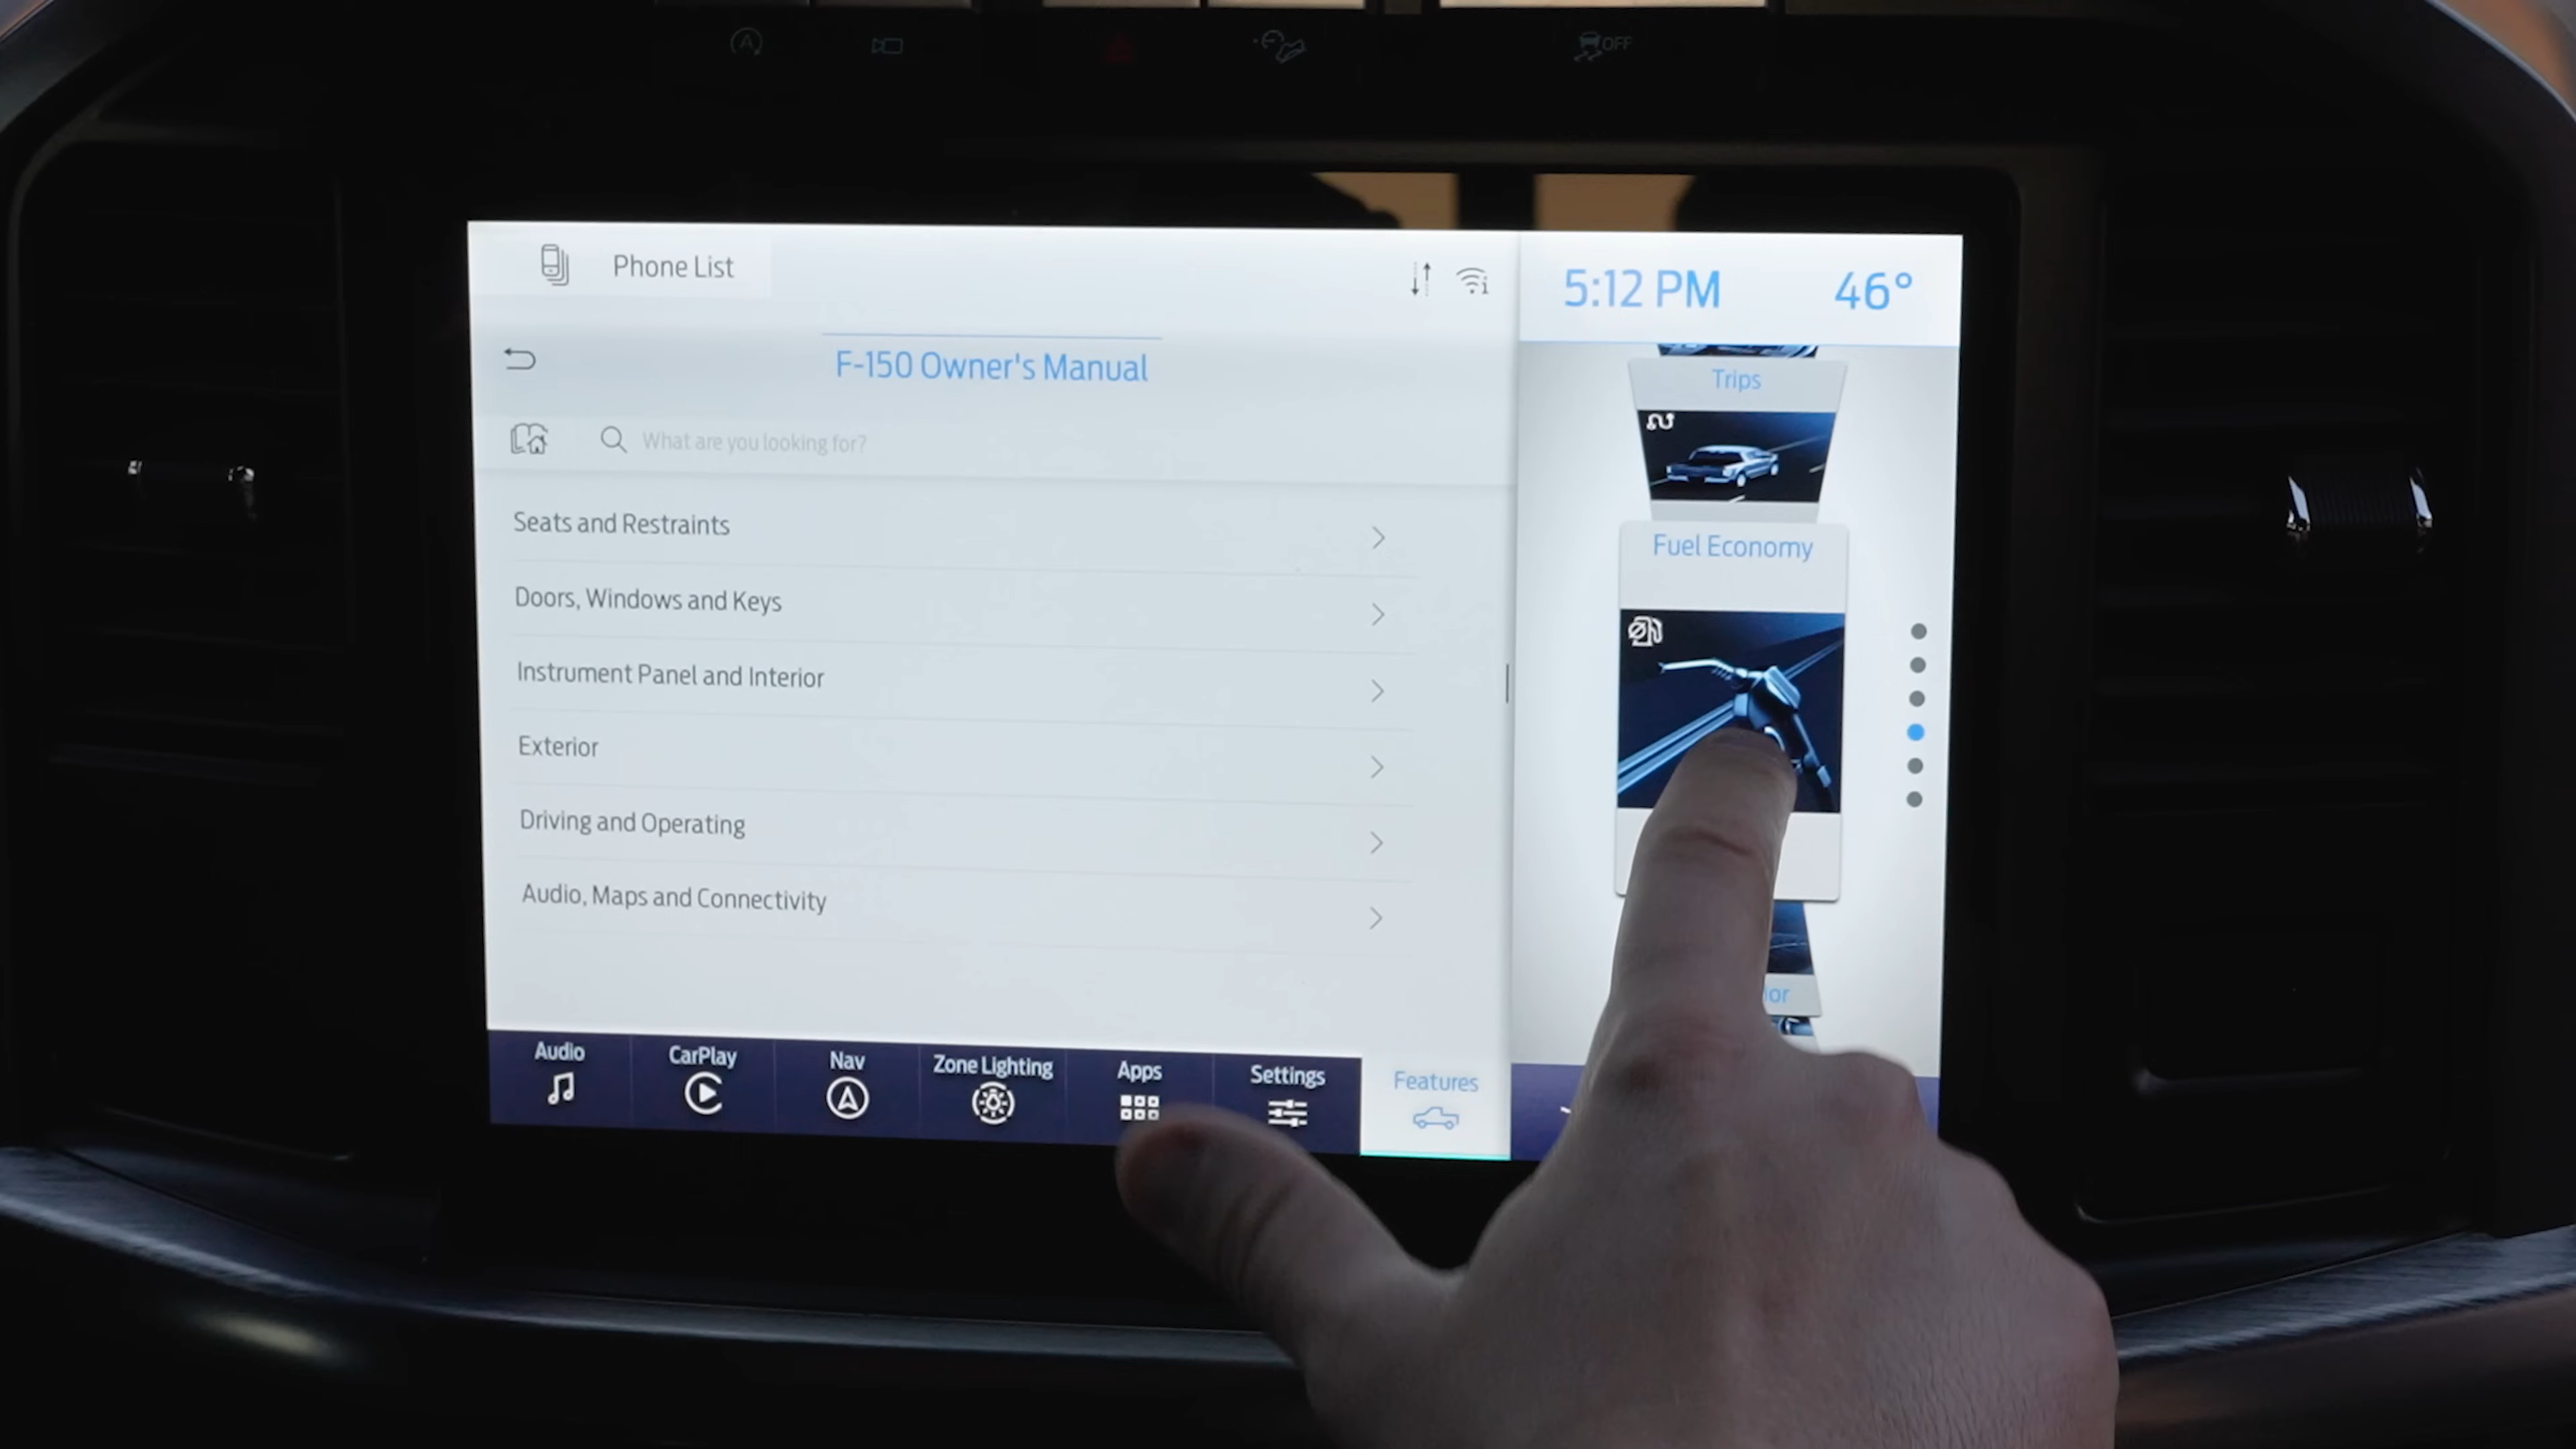 OFF
Phone List
5:12 PM 46°
F-150 Owner's Manual
What are you looking for?
Trips
Seats and Restraints
Fuel Economy
Doors, Windows and Keys
Instrument Panel and Interior
Exterior
Driving and Operating
Audio, Maps and Connectivity
Audio
CarPlay
Nav
Zone Lighting
Apps
Settings
Features